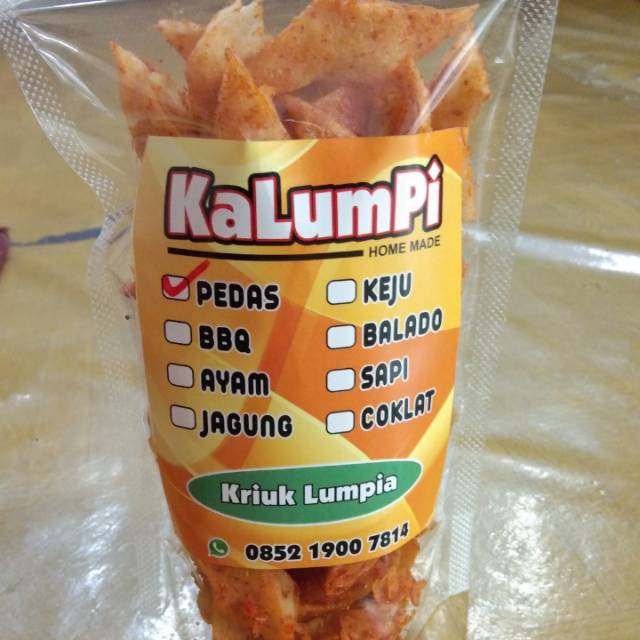 KaLumPi
HOME MADE
PEDAS
BBQ
AYAM
JAGUNG
KEJU
BALADO
SAPI
COKLAT
Kriuk Lumpia
0852 1900 7814